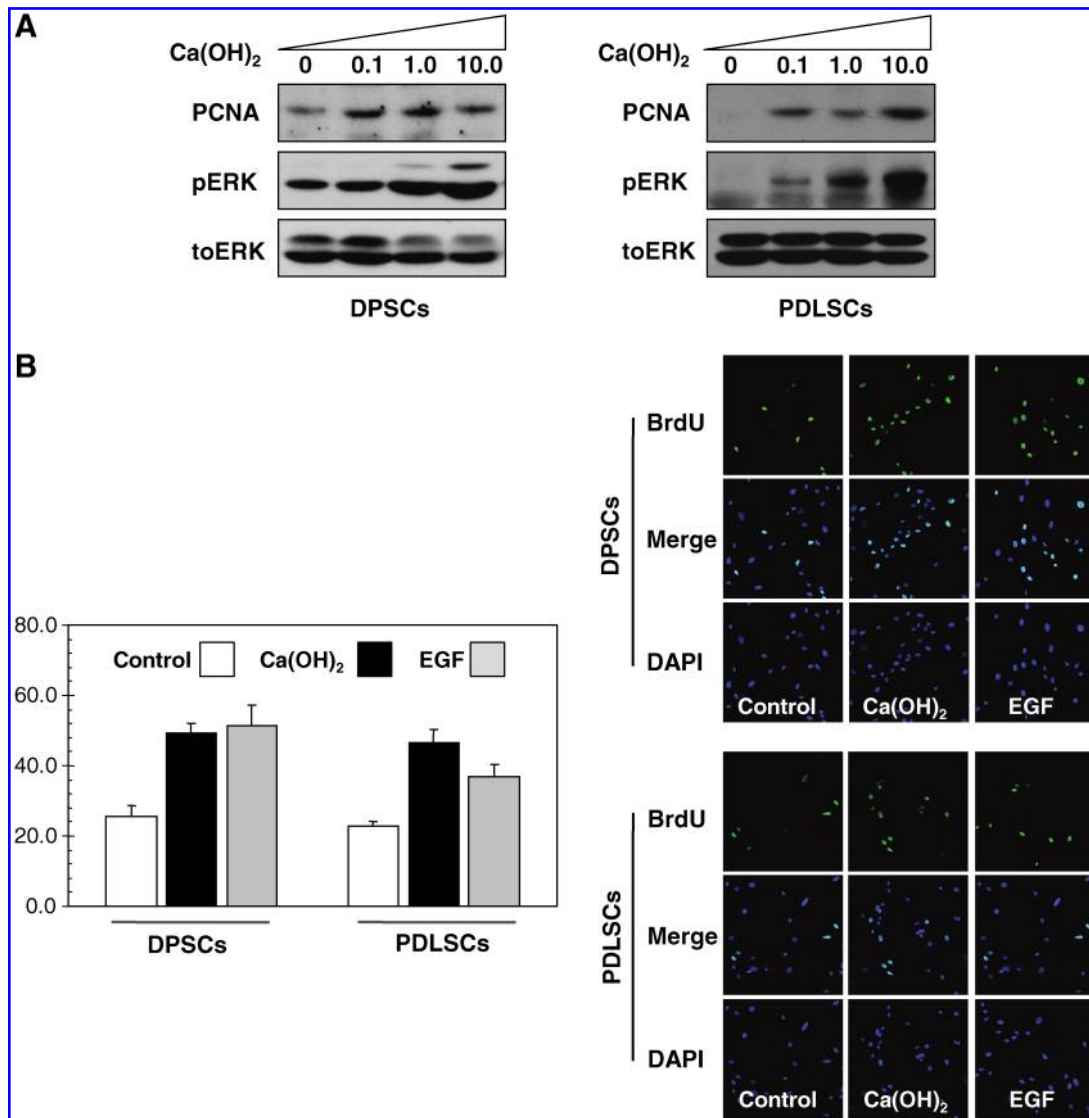 A
Ca(OH)₂ 0 0.1 1.0 10.0
PCNA
pERK
toERK
DPSCs
Ca(OH)₂ 0 0.1 1.0 10.0
PCNA
pERK
toERK
PDLSCs
B
80.0
60.0
40.0
20.0
0.0
Control Ca(OH)₂ EGF
DPSCs PDLSCs
DPSCs
BrdU
Merge
DAPI
Control Ca(OH)₂ EGF
PDLSCs
BrdU
Merge
DAPI
Control Ca(OH)₂ EGF